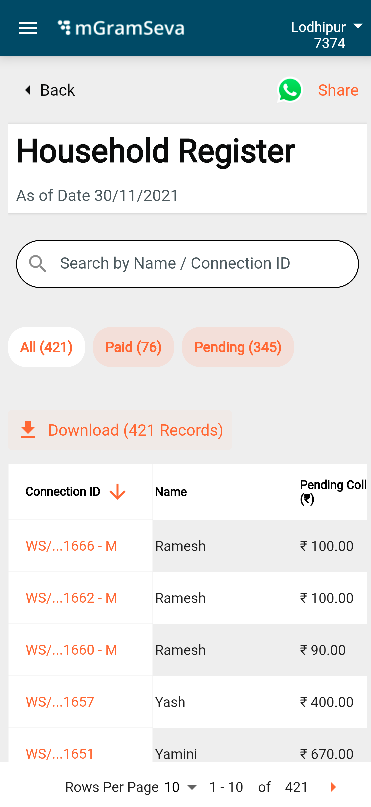 mGramSeva
Lodhipur
7374
Back
Share
Household Register
As of Date 30/11/2021
Search by Name / Connection ID
All (421) Paid (76) Pending (345)
Download (421 Records)
Connection ID Name Pending Coll
(₹)
WS/...1666 - M Ramesh ₹ 100.00
WS/...1662 - M Ramesh ₹ 100.00
WS/...1660 - M Ramesh ₹ 90.00
WS/...1657 Yash ₹ 400.00
WS/...1651 Yamini ₹ 670.00
Rows Per Page 10 1 - 10 of 421